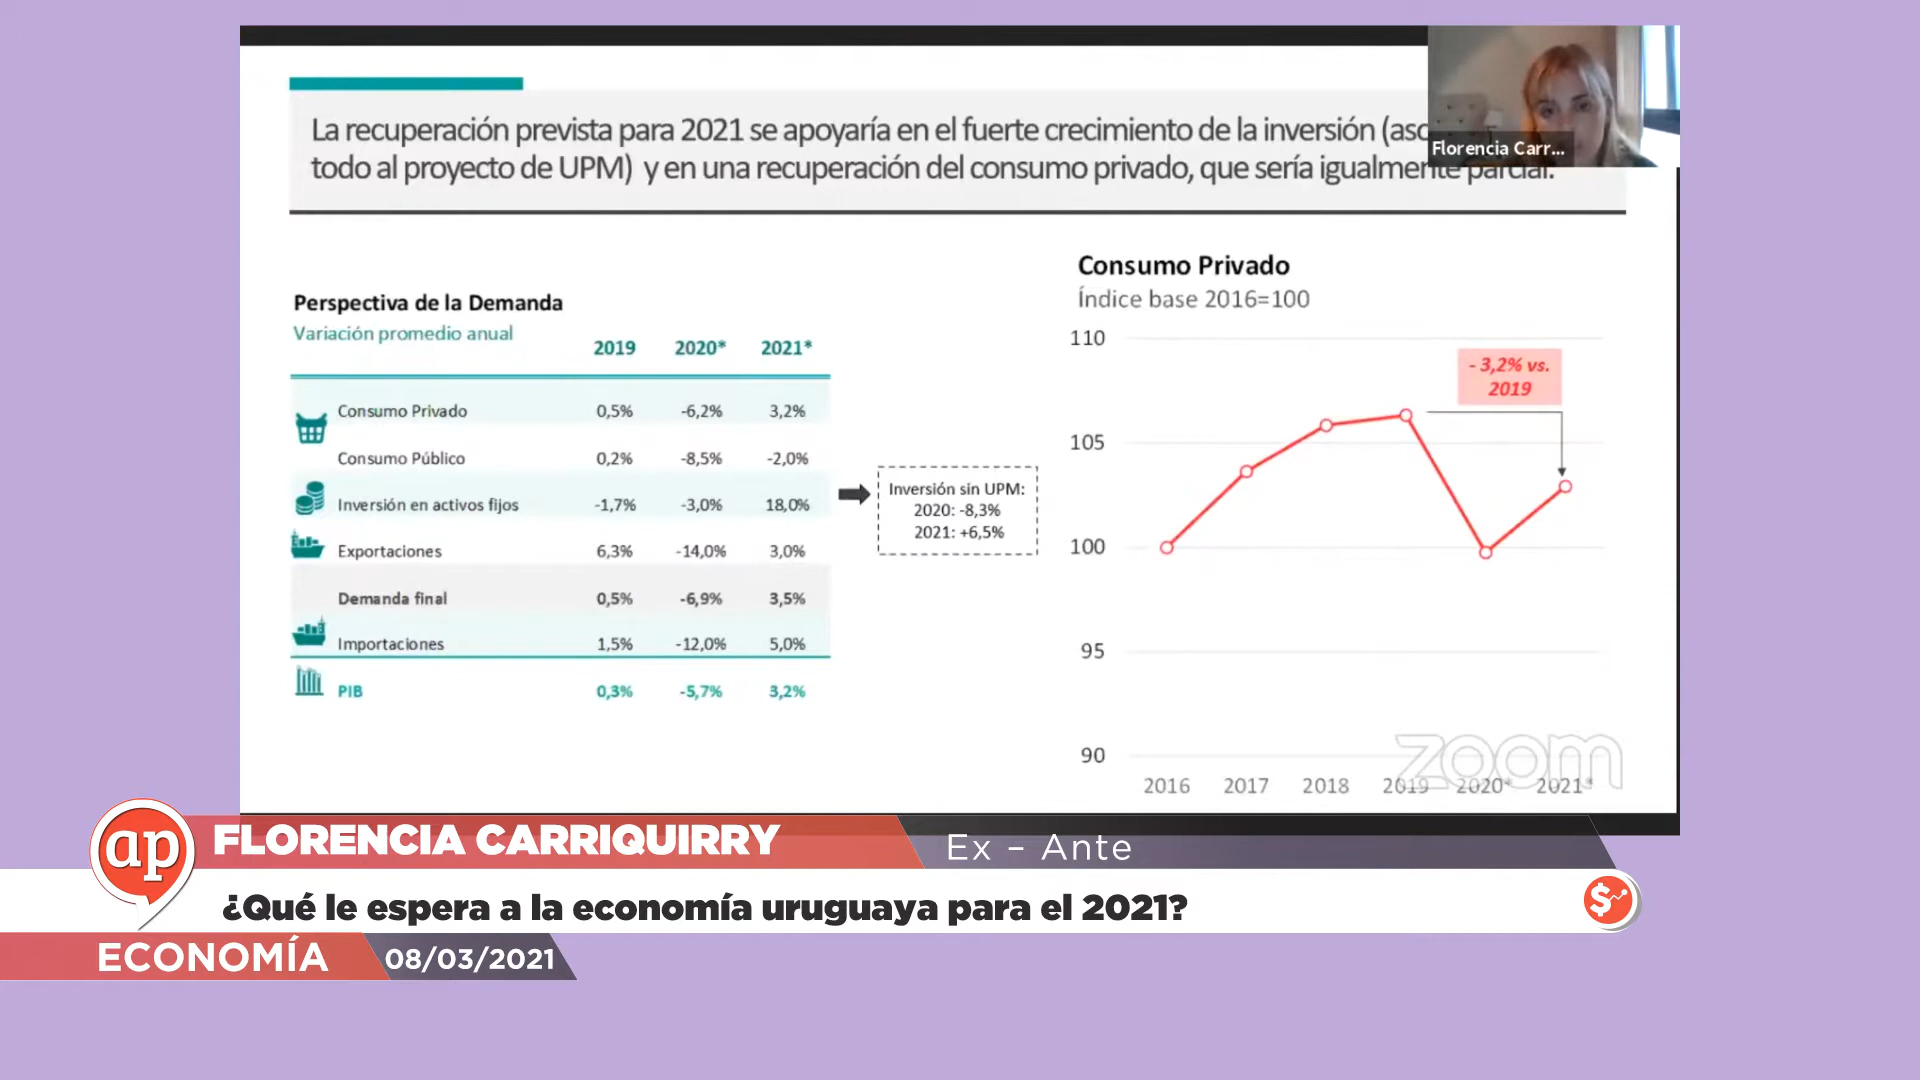 La recuperación prevista para 2021 se apoyaría en el fuerte crecimiento de la inversión
todo al proyecto de UPM) y en una recuperación del consumo privado, que sería igualmente parcial.
Florencia Carr...
Perspectiva de la Demanda
Variación promedio anual
2019 2020* 2021*
Consumo Privado 0,5% -6,2% 3,2%
Consumo Público 0,2% -8,5% -2,0%
Inversión en activos fijos -1,7% -3,0% 18,0%
Exportaciones 6,3% -14,0% 3,0%
Demanda final 0,5% -6,9% 3,5%
Importaciones 1,5% -12,0% 5,0%
PIB 0,3% -5,7% 3,2%
Inversión sin UPM:
2020: -8,3%
2021: +6,5%
Consumo Privado
Índice base 2016=100
110
105
100
95
90
- 3,2% vs.
2019
2016 2017 2018 2019 2020* 2021*
zoom
ap
FLORENCIA CARRIQUIRRY
Ex – Ante
¿Qué le espera a la economía uruguaya para el 2021?
$
ECONOMÍA
08/03/2021